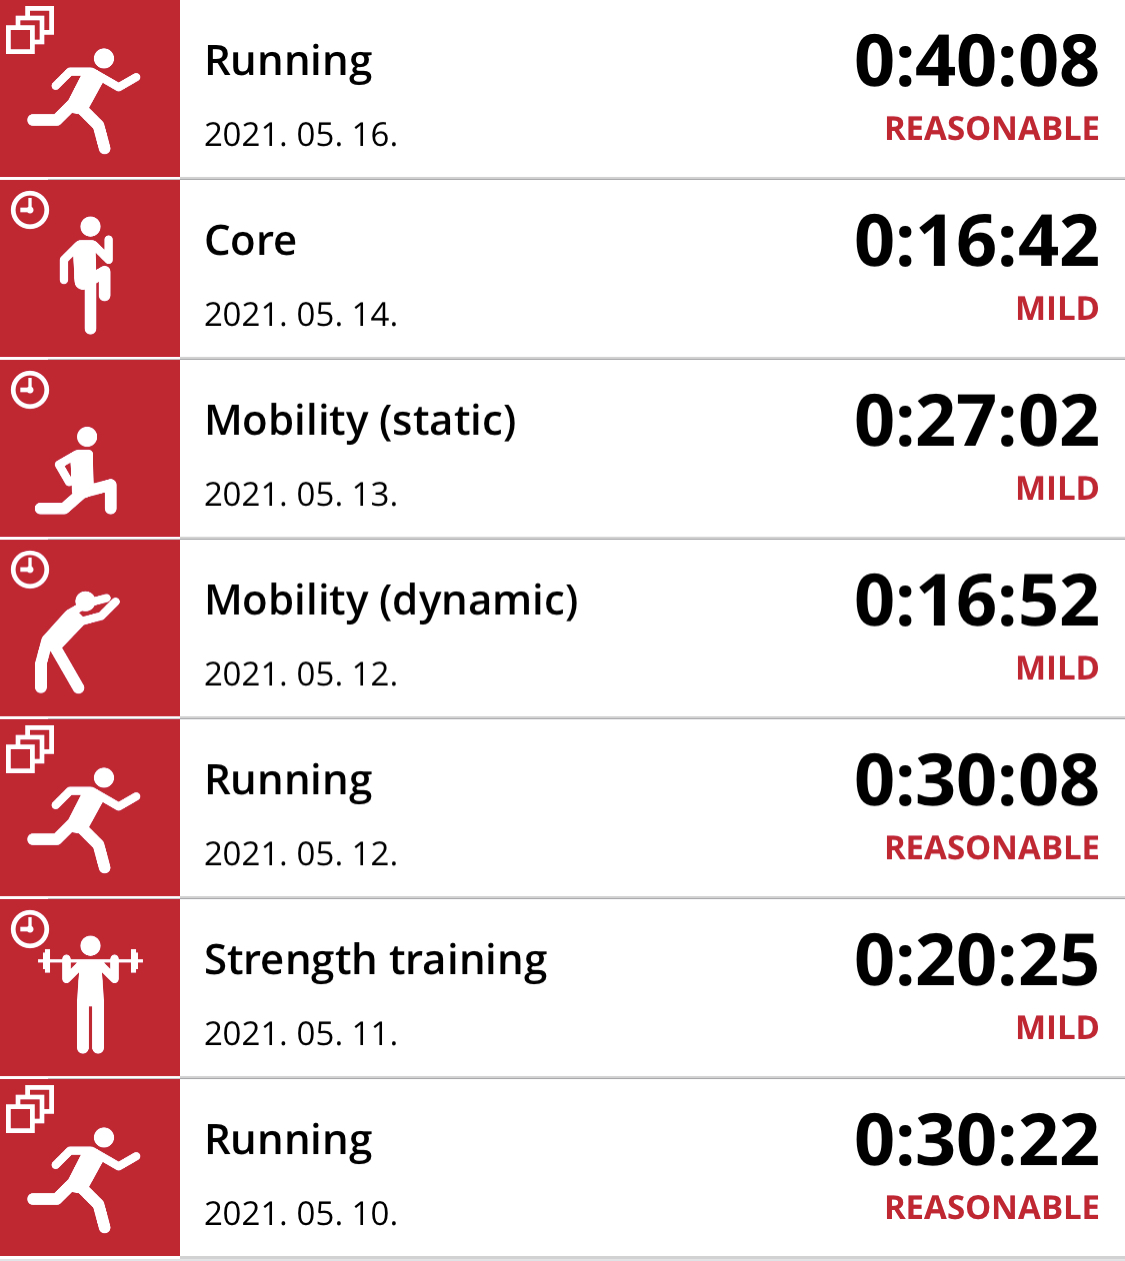 Running
0:40:08
2021. 05. 16.
REASONABLE
Core
0:16:42
2021. 05. 14.
MILD
Mobility (static)
0:27:02
2021. 05. 13.
MILD
Mobility (dynamic)
0:16:52
2021. 05. 12.
MILD
Running
0:30:08
2021. 05. 12.
REASONABLE
Strength training
0:20:25
2021. 05. 11.
MILD
Running
0:30:22
2021. 05. 10.
REASONABLE